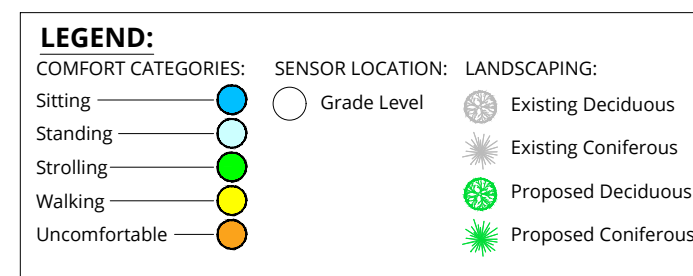 LEGEND:
COMFORT CATEGORIES:
Sitting
Standing
Strolling
Walking
Uncomfortable
SENSOR LOCATION:
Grade Level
LANDSCAPING:
Existing Deciduous
Existing Coniferous
Proposed Deciduous
Proposed Coniferous